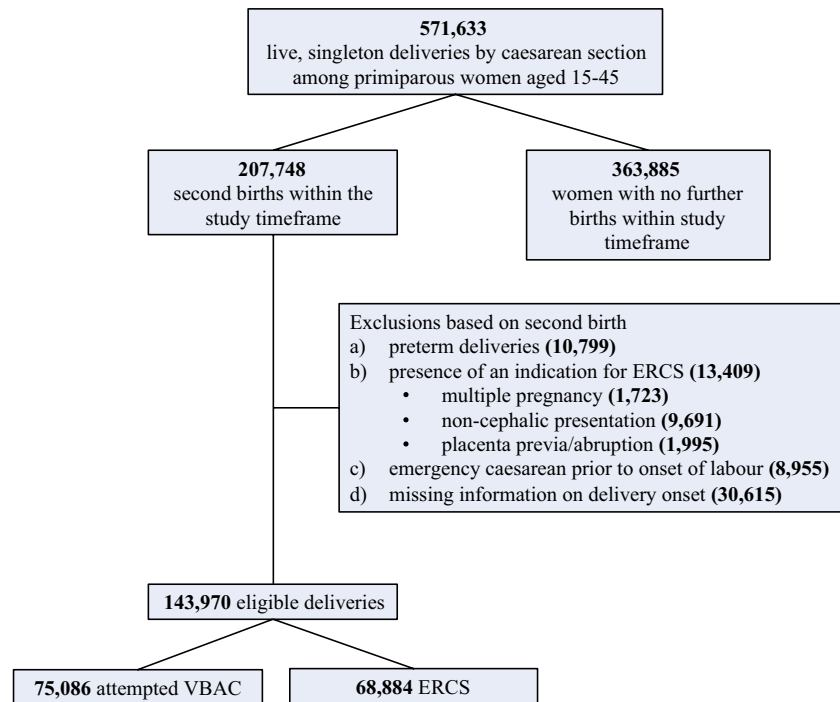 571,633
live, singleton deliveries by caesarean section
among primiparous women aged 15-45
207,748
second births within the
study timeframe
363,885
women with no further
births within study
timeframe
Exclusions based on second birth
a) preterm deliveries (10,799)
b) presence of an indication for ERCS (13,409)
• multiple pregnancy (1,723)
• non-cephalic presentation (9,691)
• placenta previa/abruption (1,995)
c) emergency caesarean prior to onset of labour (8,955)
d) missing information on delivery onset (30,615)
143,970 eligible deliveries
75,086 attempted VBAC
68,884 ERCS